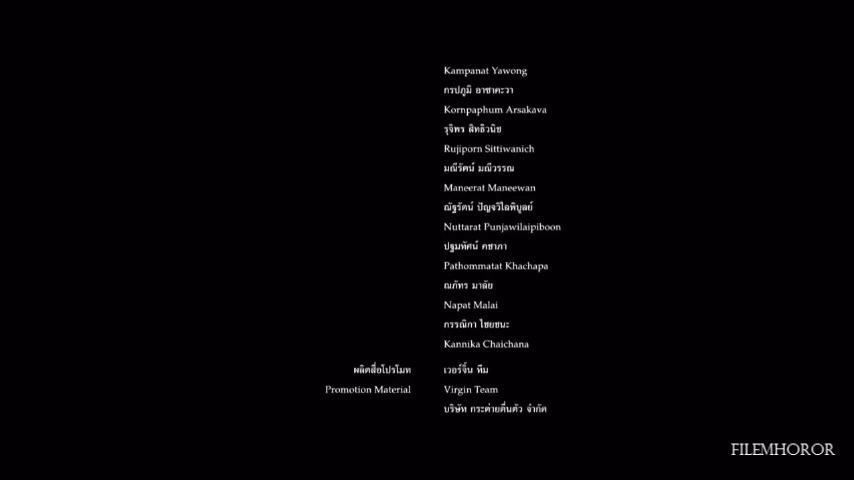 Kampanat Yawong
กรปภูมิ อาซาคะวา
Kornpaphum Arsakava
รุจิพร สิทธิวนิช
Rujiporn Sittiwanich
มณีรัตน์ มณีวรรณ
Maneerat Maneewan
ณัฐรัตน์ ปัญจวิไลพิบูลย์
Nuttarat Punjawilaipiboon
ปฐมทัศน์ คชาภา
Pathommatat Khachapa
ณภัทร มาลัย
Napat Malai
กรรณิกา ไชยชนะ
Kannika Chaichana
ผลิตสื่อโปรโมท เวอร์จิ้น ทีม
Promotion Material Virgin Team
บริษัท กระต่ายตื่นตัว จำกัด
FILEMHOROR